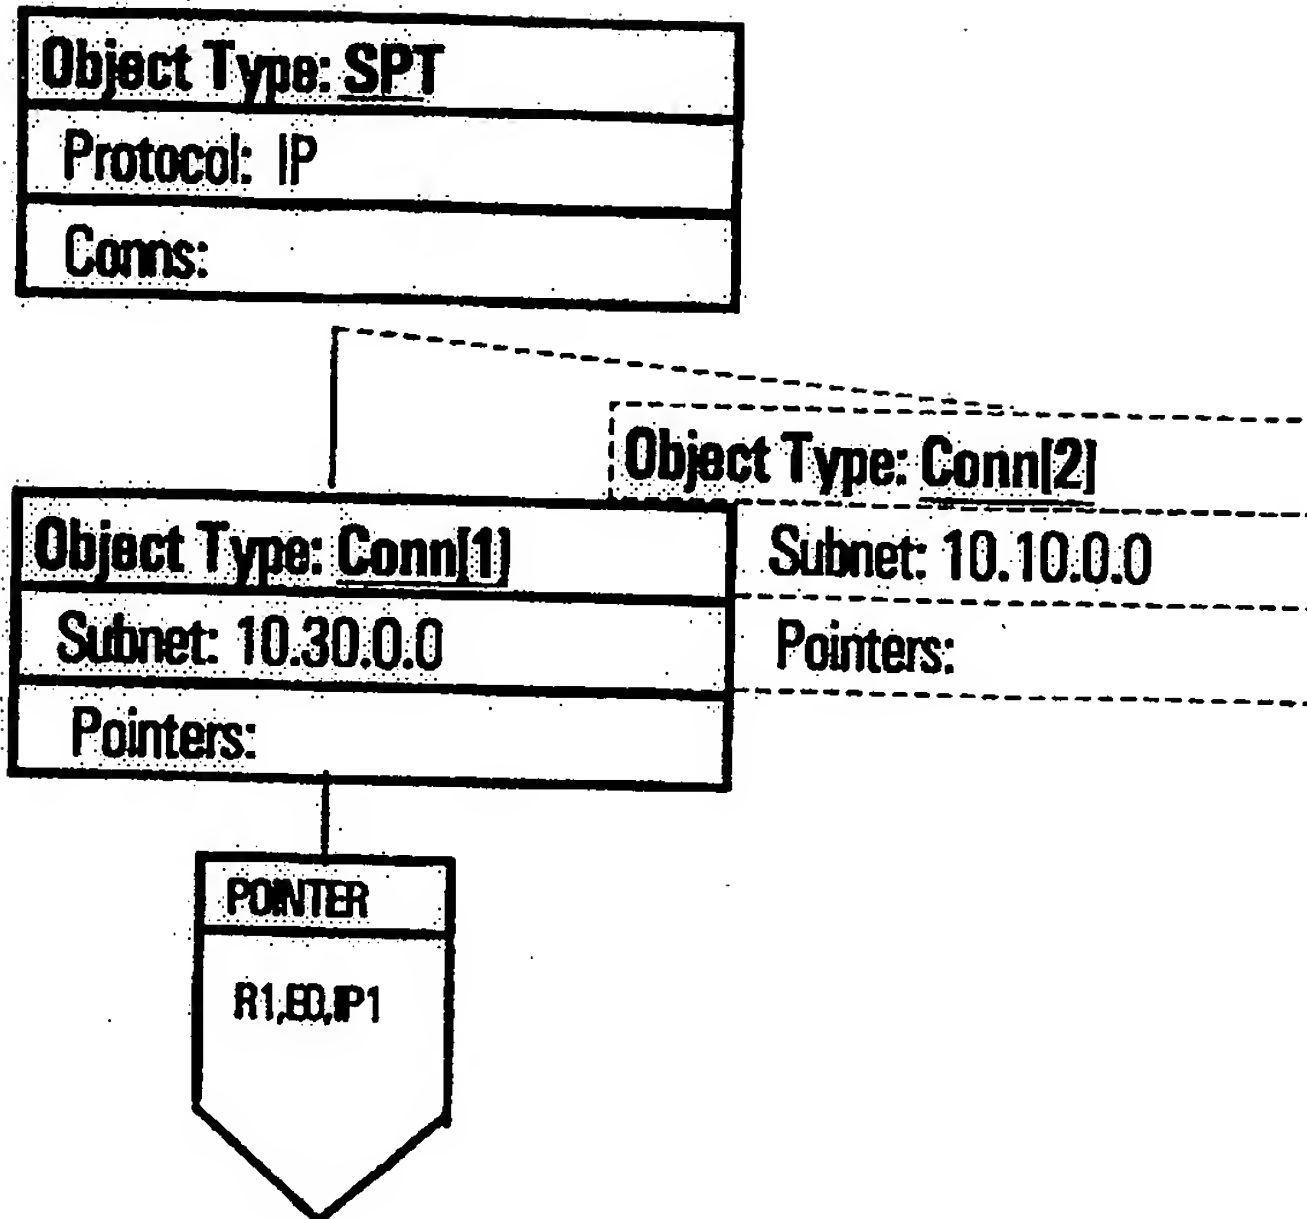 Object Type: SPT
Protocol: IP
Conns:
Object Type: Conn[2]
Subnet: 10.10.0.0
Pointers:
Object Type: Conn[1]
Subnet: 10.30.0.0
Pointers:
POINTER
R1,E0,IP1